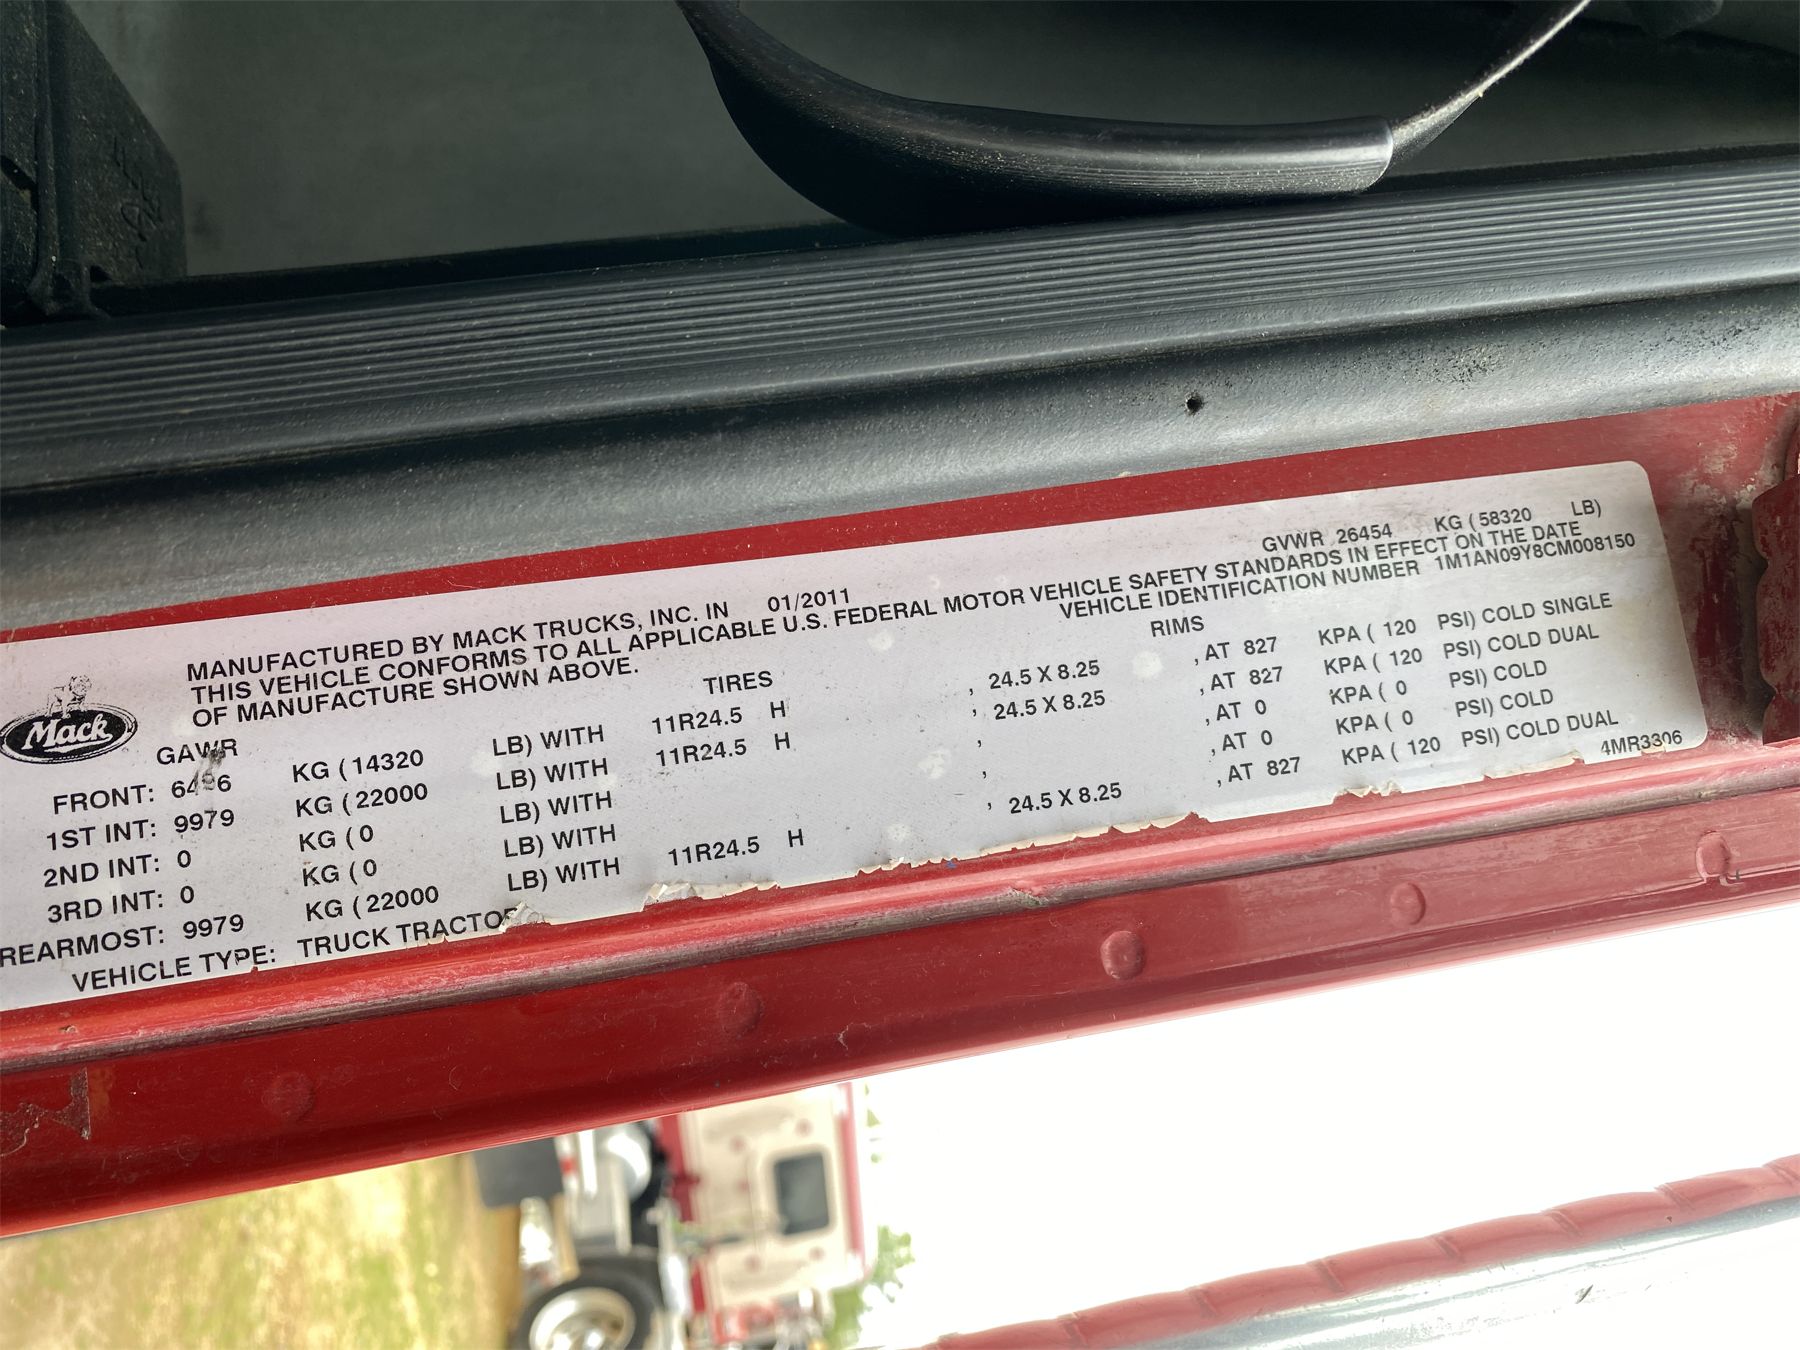 GVWR 26454 KG ( 58320 LB)
MANUFACTURED BY MACK TRUCKS, INC. IN 01/2011
THIS VEHICLE CONFORMS TO ALL APPLICABLE U.S. FEDERAL MOTOR VEHICLE SAFETY STANDARDS IN EFFECT ON THE DATE
OF MANUFACTURE SHOWN ABOVE. VEHICLE IDENTIFICATION NUMBER 1M1AN09Y8CM008150
Mack
GAWR TIRES RIMS
FRONT: 6496 KG ( 14320 LB) WITH 11R24.5 H , 24.5 X 8.25 , AT 827 KPA ( 120 PSI) COLD SINGLE
1ST INT: 9979 KG ( 22000 LB) WITH 11R24.5 H , 24.5 X 8.25 , AT 827 KPA ( 120 PSI) COLD DUAL
2ND INT: 0 KG ( 0 LB) WITH , , AT 0 KPA ( 0 PSI) COLD
3RD INT: 0 KG ( 0 LB) WITH , , AT 0 KPA ( 0 PSI) COLD
REARMOST: 9979 KG ( 22000 LB) WITH 11R24.5 H , 24.5 X 8.25 , AT 827 KPA ( 120 PSI) COLD DUAL
VEHICLE TYPE: TRUCK TRACTOR
4MR3306